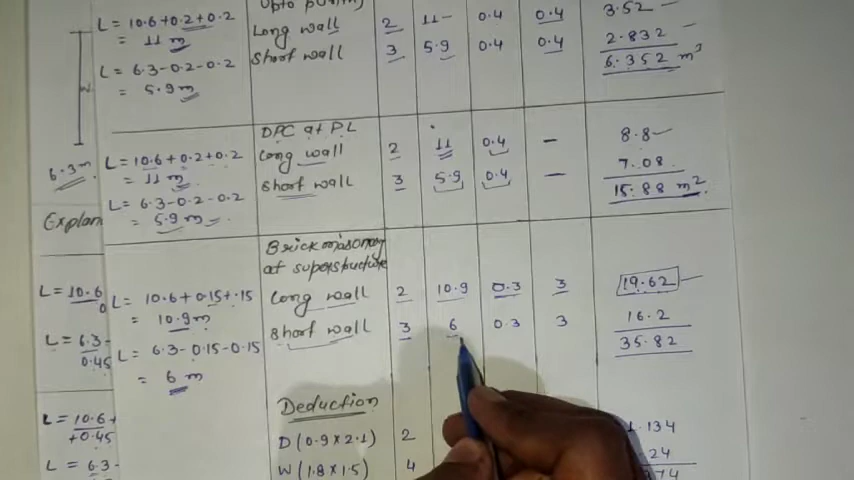 Upto
L = 10.6+0.2+0.2
= 11 m
Long wall 2 11 - 0.4 0.4 3.52
L = 6.3-0.2-0.2
= 5.9 m
Short wall 3 5.9 0.4 0.4 2.832
6.352 m³
6.3m
DPC at PL
L = 10.6+0.2+0.2
= 11 m
Long wall 2 11 0.4 - 8.8
L = 6.3-0.2-0.2
= 5.9 m
Short wall 3 5.9 0.4 - 7.08
15.88 m²
Explan
Brick masonary
at superstructure
L = 10.6
L = 10.6+0.15+.15
= 10.9 m
Long wall 2 10.9 0.3 3 19.62
L = 6.3-
0.45
L = 6.3-0.15-0.15
= 6 m
Short wall 3 6 0.3 3 16.2
35.82
Deduction
L = 10.6+
+0.45
D (0.9 x 2.1) 2 1.134
L = 6.3-
W (1.8 x 1.5) 4 24